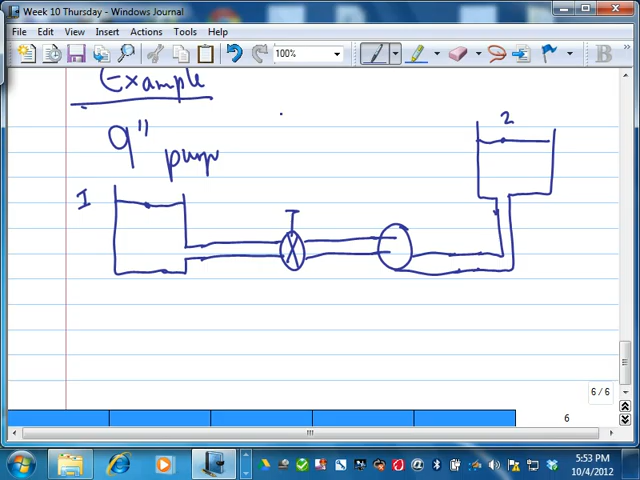 Week 10 Thursday - Windows Journal
File Edit View Insert Actions Tools Help
100%
B
Example
9" pump
I
2
6 / 6
6
5:53 PM
10/4/2012